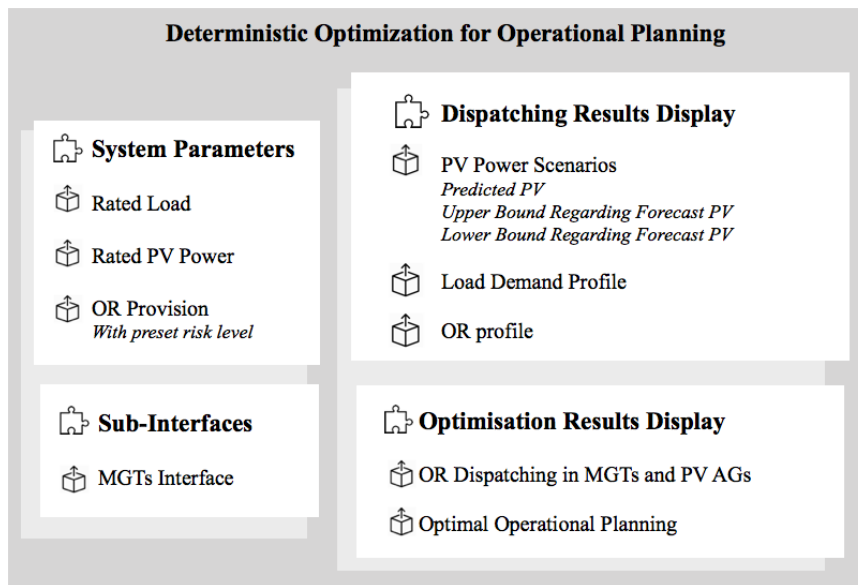 Deterministic Optimization for Operational Planning
System Parameters
Rated Load
Rated PV Power
OR Provision
With preset risk level
Sub-Interfaces
MGTs Interface
Dispatching Results Display
PV Power Scenarios
Predicted PV
Upper Bound Regarding Forecast PV
Lower Bound Regarding Forecast PV
Load Demand Profile
OR profile
Optimisation Results Display
OR Dispatching in MGTs and PV AGs
Optimal Operational Planning